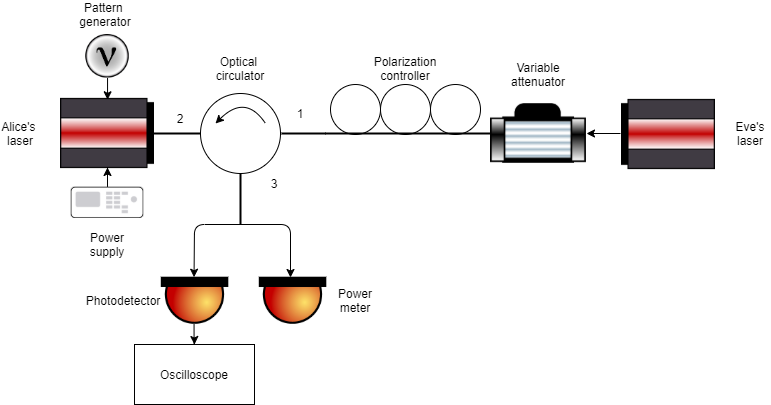 Pattern
generator
ν
Optical
circulator
Polarization
controller
Variable
attenuator
Alice's
laser
2
1
Eve's
laser
3
Power
supply
Photodetector
Power
meter
Oscilloscope